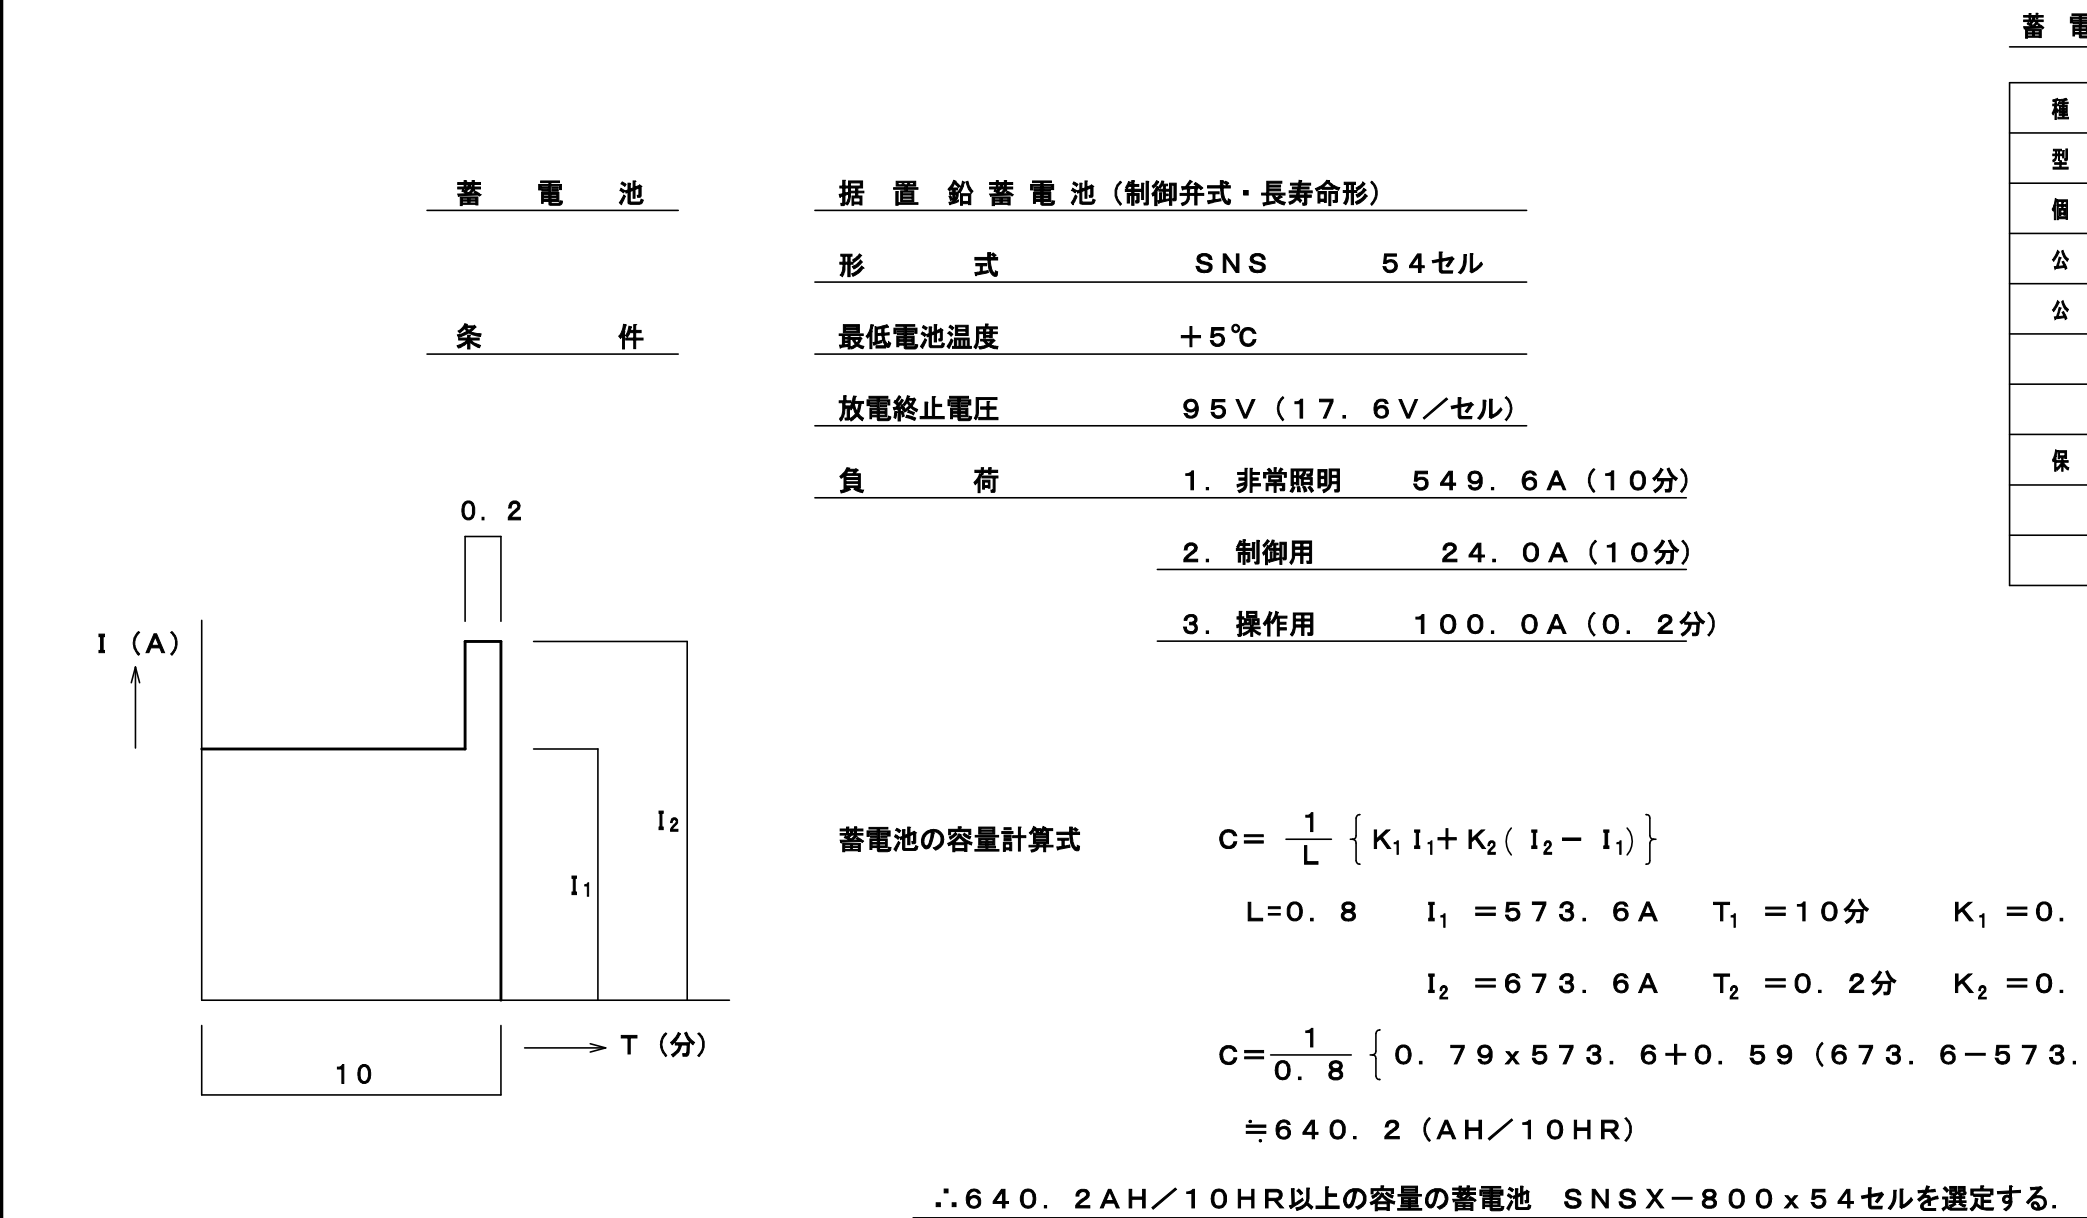 蓄 電
種
型
個
公
公
保
蓄 電 池 据 置 鉛 蓄 電 池（制御弁式・長寿命形）
形 式 SNS 54セル
条 件 最低電池温度 ＋5℃
放電終止電圧 95V（17．6V／セル）
負 荷 1．非常照明 549．6A（10分）
2．制御用 24．0A（10分）
3．操作用 100．0A（0．2分）
0．2
I（A）
I₂
I₁
T（分）
10
蓄電池の容量計算式 C＝ 1/L ｛K₁ I₁＋K₂（I₂－I₁）｝
L=0．8 I₁＝573．6A T₁＝10分 K₁＝0．
I₂＝673．6A T₂＝0．2分 K₂＝0．
C＝1/0．8｛0．79x573．6＋0．59（673．6－573．
≒640．2（AH／10HR）
∴640．2AH／10HR以上の容量の蓄電池 SNSX－800x54セルを選定する．